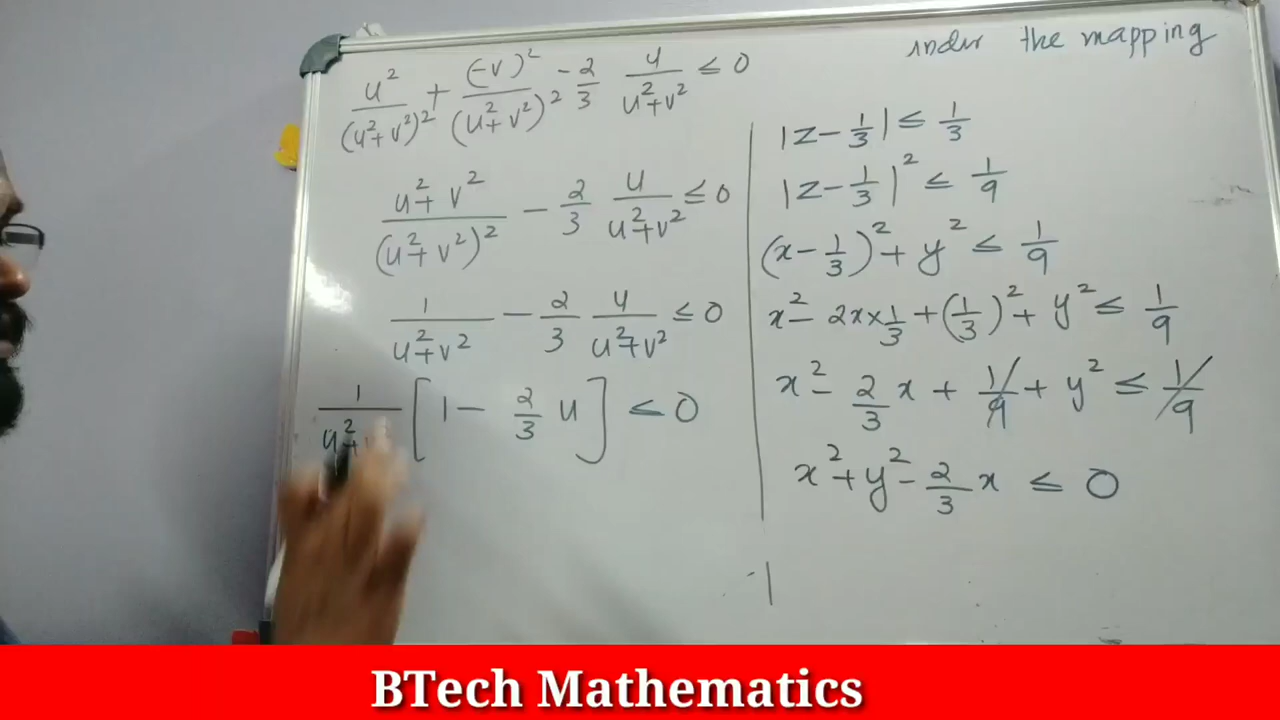 under the mapping
u²/(u²+v²)² + (-v)²/(u²+v²)² - 2/3 u/(u²+v²) ≤ 0
(u²+v²)/(u²+v²)² - 2/3 u/(u²+v²) ≤ 0
1/(u²+v²) - 2/3 u/(u²+v²) ≤ 0
1/(u²+v²) [1 - 2/3 u] ≤ 0
|z - 1/3| ≤ 1/3
|z - 1/3|² ≤ 1/9
(x - 1/3)² + y² ≤ 1/9
x² - 2x × 1/3 + (1/3)² + y² ≤ 1/9
x² - 2/3 x + 1/9 + y² ≤ 1/9
x² + y² - 2/3 x ≤ 0
BTech Mathematics